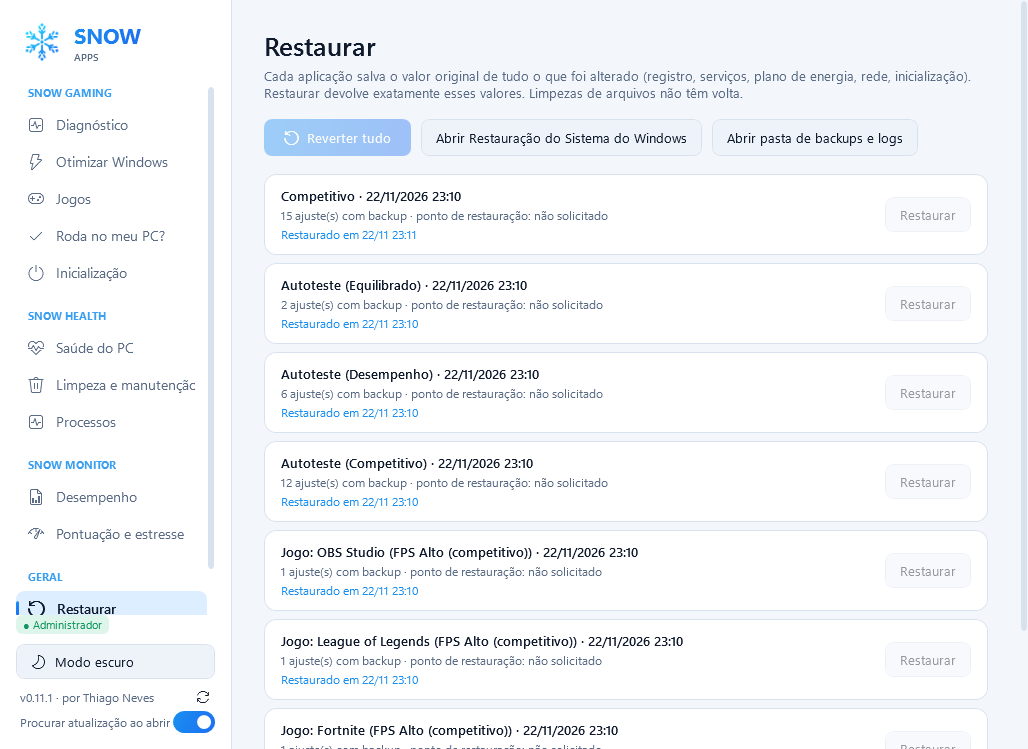 SNOW
APPS
SNOW GAMING
Diagnóstico
Otimizar Windows
Jogos
Roda no meu PC?
Inicialização
SNOW HEALTH
Saúde do PC
Limpeza e manutenção
Processos
SNOW MONITOR
Desempenho
Pontuação e estresse
GERAL
Restaurar
Administrador
Modo escuro
v0.11.1 · por Thiago Neves
Procurar atualização ao abrir
Restaurar
Cada aplicação salva o valor original de tudo o que foi alterado (registro, serviços, plano de energia, rede, inicialização).
Restaurar devolve exatamente esses valores. Limpezas de arquivos não têm volta.
Reverter tudo
Abrir Restauração do Sistema do Windows
Abrir pasta de backups e logs
Competitivo · 22/11/2026 23:10
15 ajuste(s) com backup · ponto de restauração: não solicitado
Restaurado em 22/11 23:11
Restaurar
Autoteste (Equilibrado) · 22/11/2026 23:10
2 ajuste(s) com backup · ponto de restauração: não solicitado
Restaurado em 22/11 23:10
Restaurar
Autoteste (Desempenho) · 22/11/2026 23:10
6 ajuste(s) com backup · ponto de restauração: não solicitado
Restaurado em 22/11 23:10
Restaurar
Autoteste (Competitivo) · 22/11/2026 23:10
12 ajuste(s) com backup · ponto de restauração: não solicitado
Restaurado em 22/11 23:10
Restaurar
Jogo: OBS Studio (FPS Alto (competitivo)) · 22/11/2026 23:10
1 ajuste(s) com backup · ponto de restauração: não solicitado
Restaurado em 22/11 23:10
Restaurar
Jogo: League of Legends (FPS Alto (competitivo)) · 22/11/2026 23:10
1 ajuste(s) com backup · ponto de restauração: não solicitado
Restaurado em 22/11 23:10
Restaurar
Jogo: Fortnite (FPS Alto (competitivo)) · 22/11/2026 23:10
1 ajuste(s) com backup · ponto de restauração: não solicitado
Restaurar